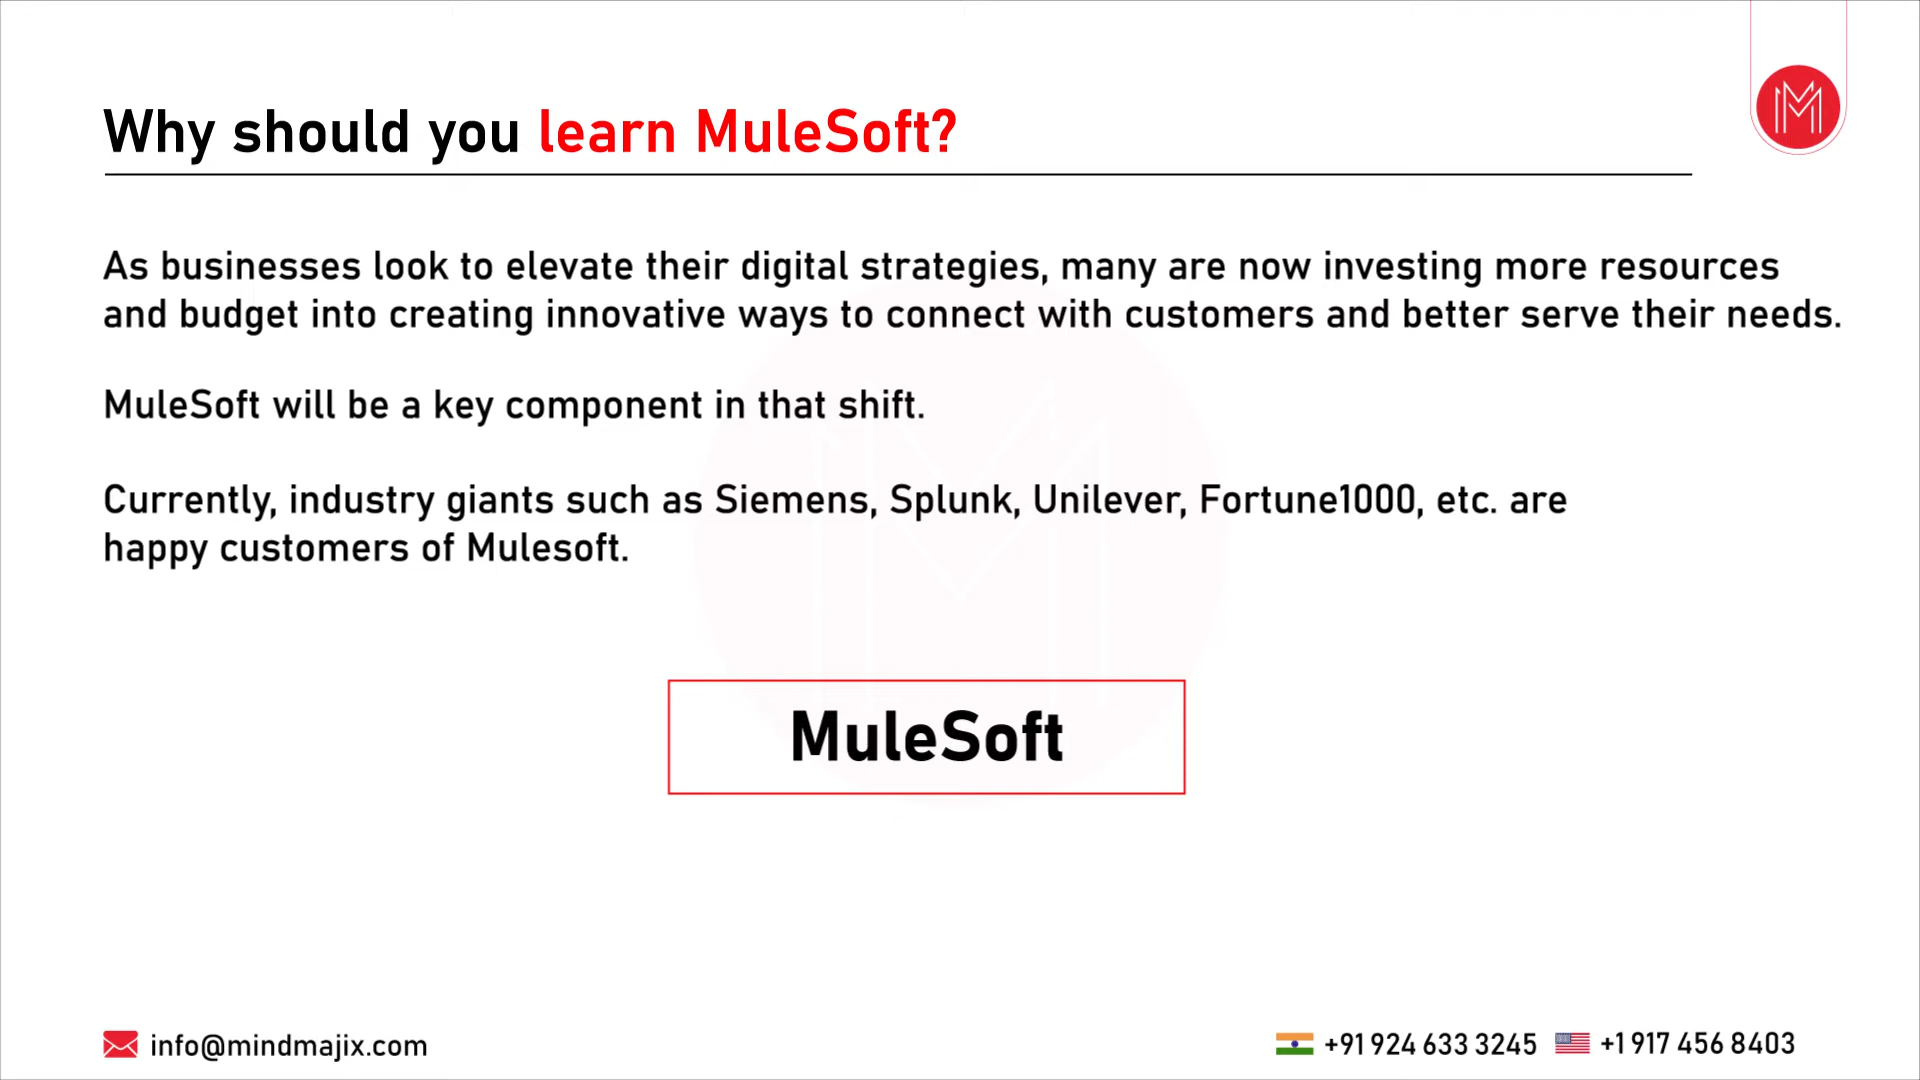 Why should you learn MuleSoft?
As businesses look to elevate their digital strategies, many are now investing more resources
and budget into creating innovative ways to connect with customers and better serve their needs.
MuleSoft will be a key component in that shift.
Currently, industry giants such as Siemens, Splunk, Unilever, Fortune1000, etc. are
happy customers of Mulesoft.
MuleSoft
info@mindmajix.com
+91 924 633 3245
+1 917 456 8403